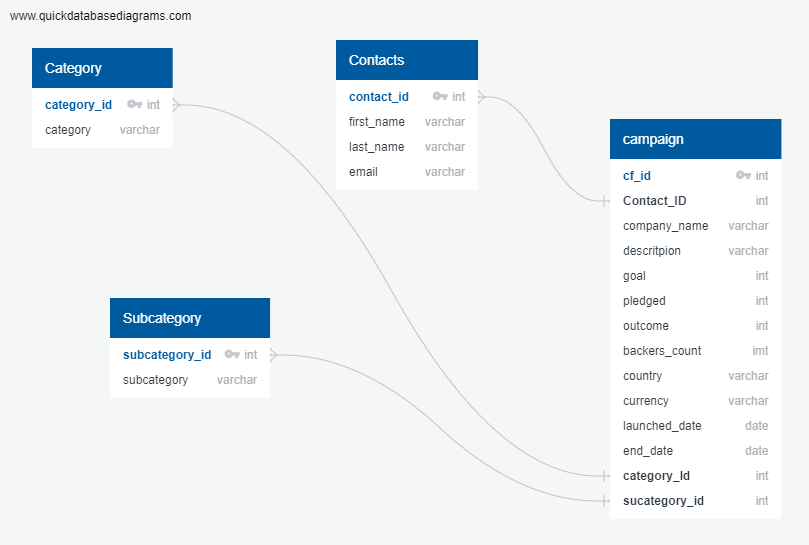 www.quickdatabasediagrams.com
Category
category_id int
category varchar
Contacts
contact_id int
first_name varchar
last_name varchar
email varchar
campaign
cf_id int
Contact_ID int
company_name varchar
descritpion varchar
goal int
pledged int
outcome int
backers_count imt
country varchar
currency varchar
launched_date date
end_date date
category_Id int
sucategory_id int
Subcategory
subcategory_id int
subcategory varchar